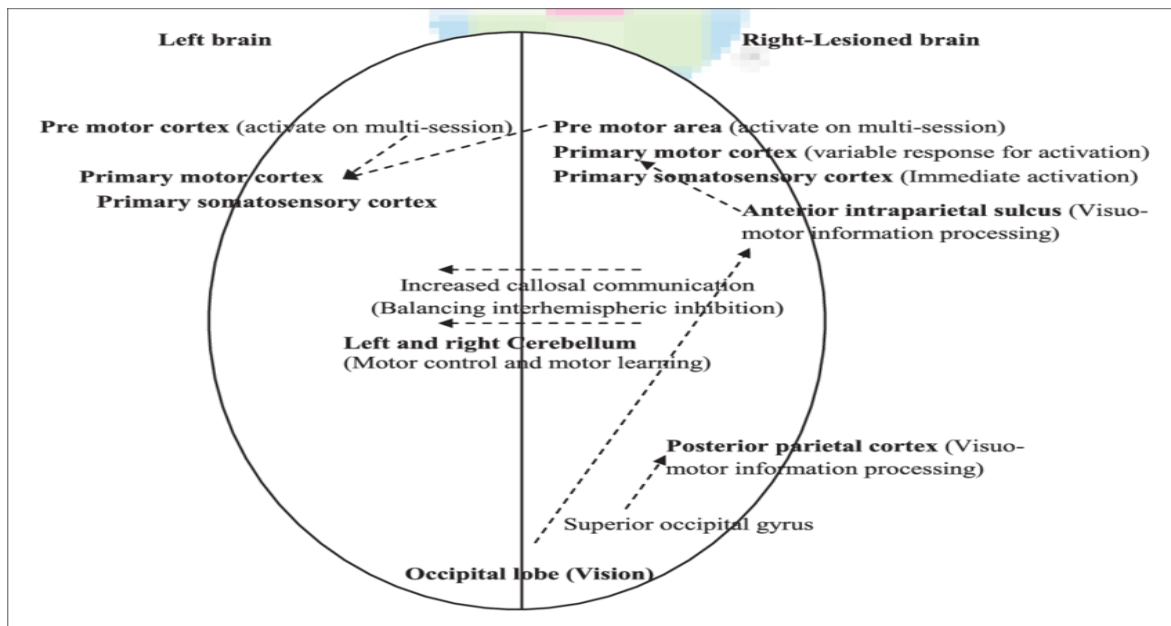 Left brain
Right-Lesioned brain
Pre motor cortex (activate on multi-session)
Pre motor area (activate on multi-session)
Primary motor cortex (variable response for activation)
Primary motor cortex
Primary somatosensory cortex (Immediate activation)
Primary somatosensory cortex
Anterior intraparietal sulcus (Visuo-
motor information processing)
Increased callosal communication
(Balancing interhemispheric inhibition)
Left and right Cerebellum
(Motor control and motor learning)
Posterior parietal cortex (Visuo-
motor information processing)
Superior occipital gyrus
Occipital lobe (Vision)